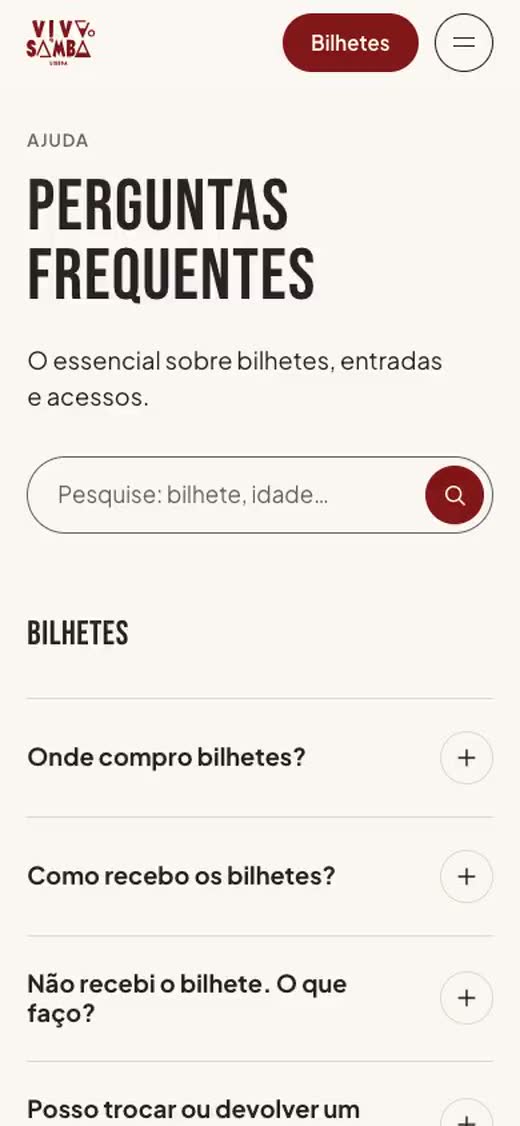 VIVO
SAMBA
LISBOA
Bilhetes
AJUDA
PERGUNTAS
FREQUENTES
O essencial sobre bilhetes, entradas
e acessos.
Pesquise: bilhete, idade…
BILHETES
Onde compro bilhetes?
Como recebo os bilhetes?
Não recebi o bilhete. O que
faço?
Posso trocar ou devolver um